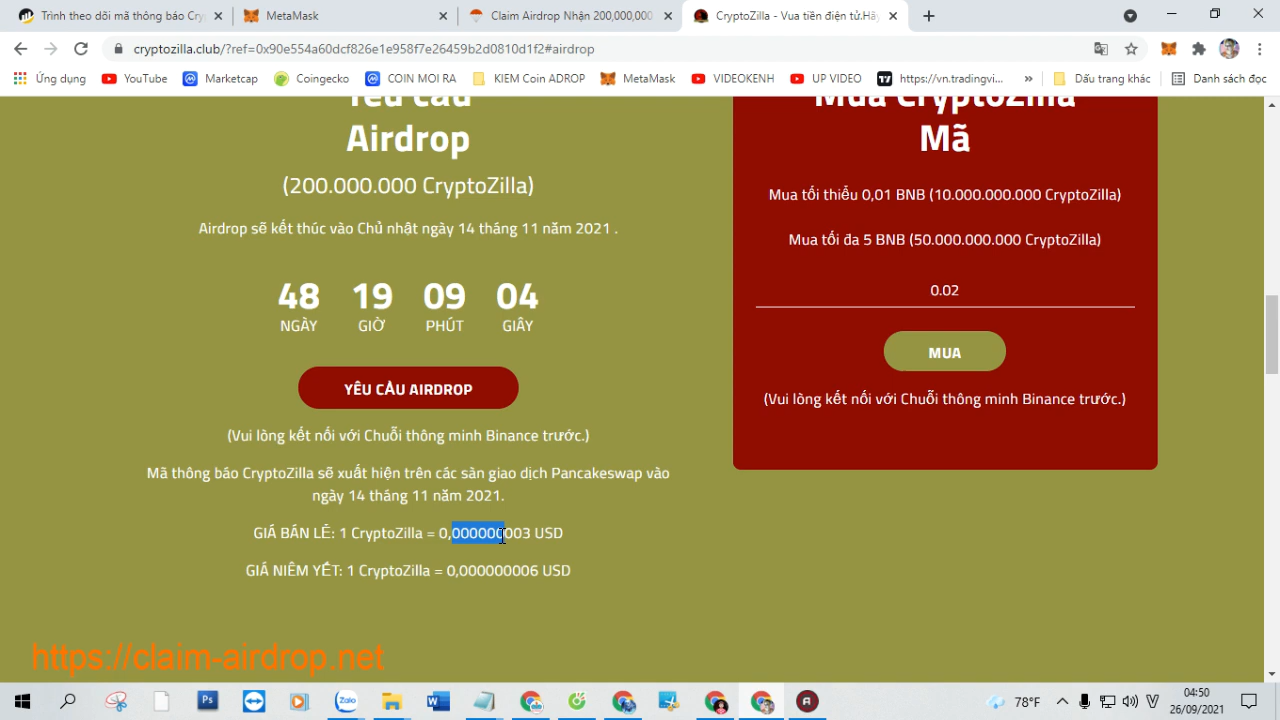 Trình theo dõi mã thông báo Cry
MetaMask
Coin Airdrop Nhận 200,000,000
CryptoZilla - Vua tiền điện tử.Hã
cryptozilla.club/?ref=0x90e554a60dcf826e1e958f7e26459b2d0810d1f2#airdrop
Ứng dụng
YouTube
Marketcap
Coingecko
COIN MOI RA
KIEM Coin ADROP
MetaMask
VIDEOKENH
UP VIDEO
https://vn.tradingvi...
»
Dấu trang khác
Danh sách đọc
Yêu cầu
Airdrop
(200.000.000 CryptoZilla)
Airdrop sẽ kết thúc vào Chủ nhật ngày 14 tháng 11 năm 2021 .
48 19 09 04
NGÀY GIỜ PHÚT GIÂY
YÊU CẦU AIRDROP
(Vui lòng kết nối với Chuỗi thông minh Binance trước.)
Mã thông báo CryptoZilla sẽ xuất hiện trên các sàn giao dịch Pancakeswap vào
ngày 14 tháng 11 năm 2021.
GIÁ BÁN LẺ: 1 CryptoZilla = 0,000000003 USD
GIÁ NIÊM YẾT: 1 CryptoZilla = 0,000000006 USD
Mua CryptoZilla
Mã
Mua tối thiểu 0,01 BNB (10.000.000.000 CryptoZilla)
Mua tối đa 5 BNB (50.000.000.000 CryptoZilla)
0.02
MUA
(Vui lòng kết nối với Chuỗi thông minh Binance trước.)
https://claim-airdrop.net
Ps
Zalo
W
A
78°F
V
04:50
26/09/2021